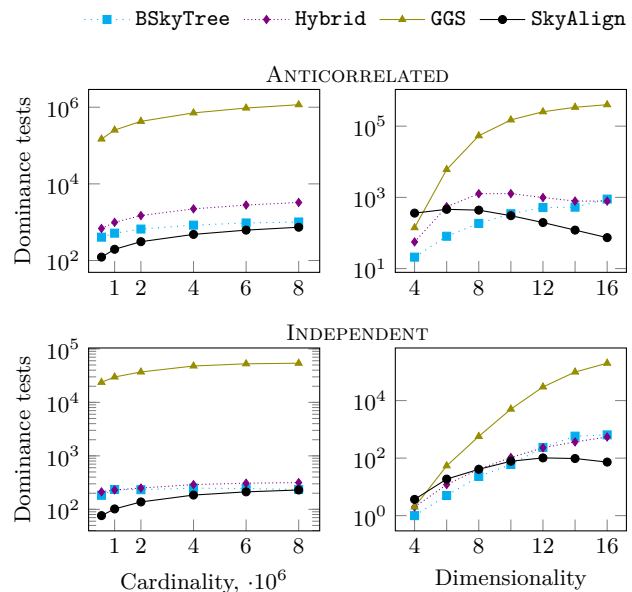 BSkyTree Hybrid GGS SkyAlign
ANTICORRELATED
Dominance tests
10^6
10^4
10^2
1 2 4 6 8
10^5
10^3
10^1
4 8 12 16
INDEPENDENT
Dominance tests
10^5
10^4
10^3
10^2
1 2 4 6 8
Cardinality, ·10^6
10^4
10^2
10^0
4 8 12 16
Dimensionality